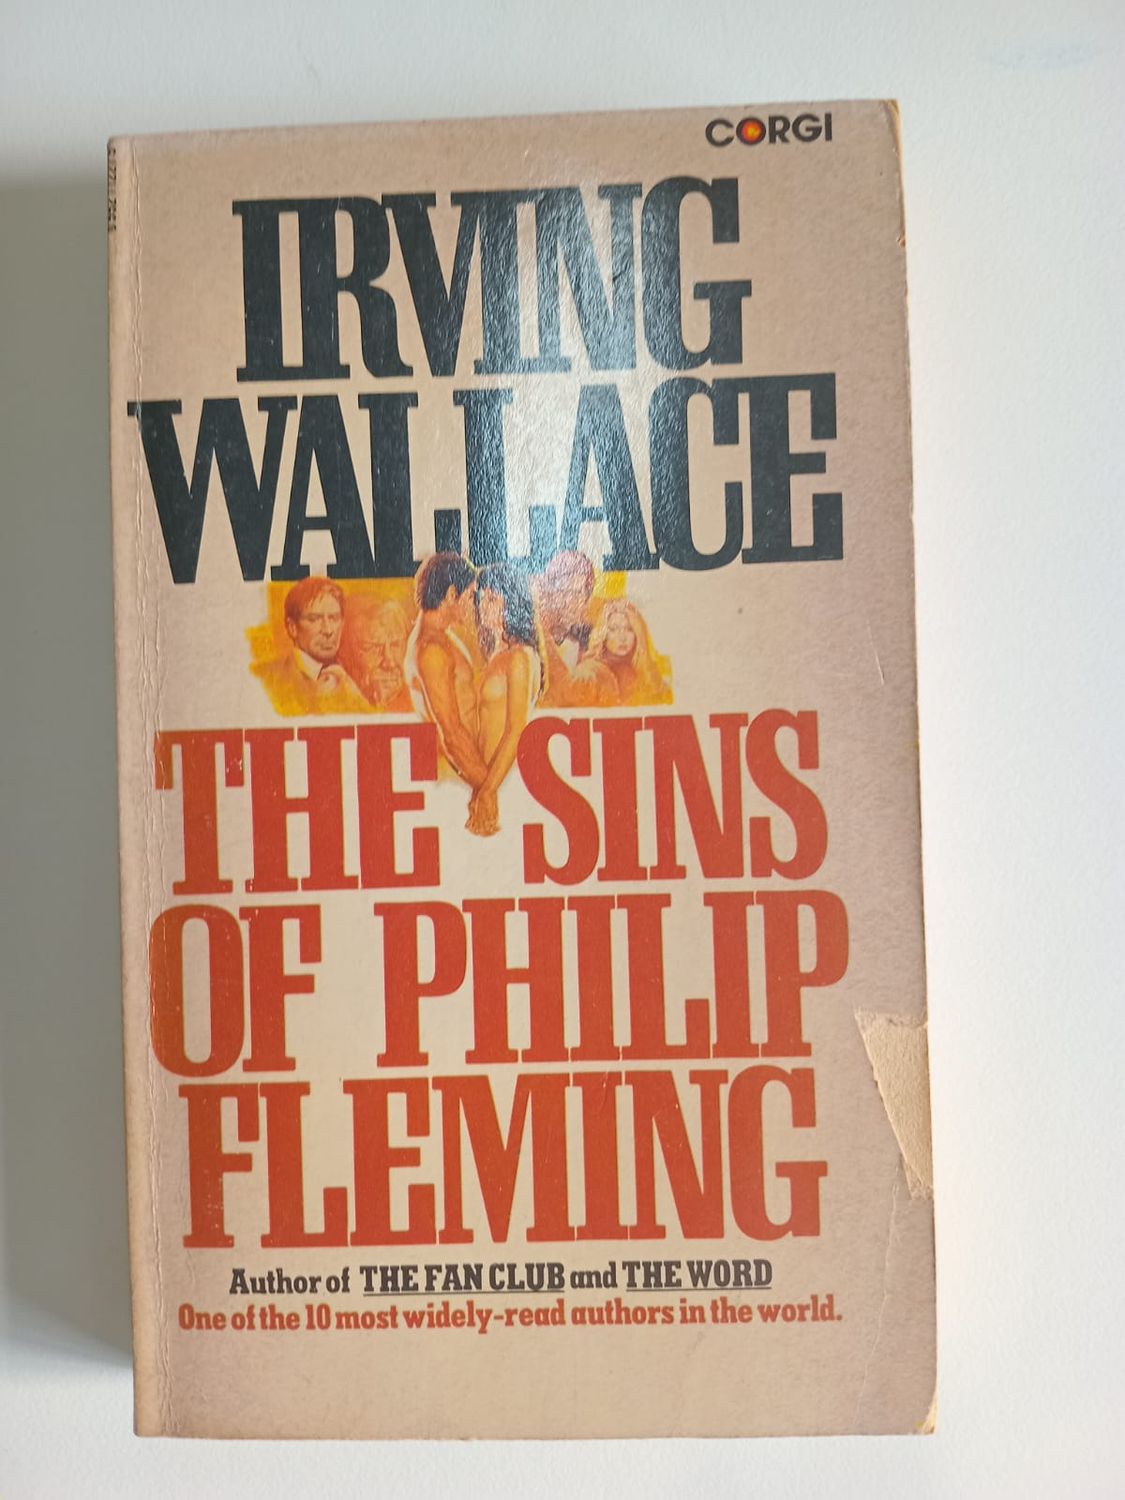 CORGI
IRVING
WALLACE
THE SINS
OF PHILIP
FLEMING
Author of THE FAN CLUB and THE WORD
One of the 10 most widely-read authors in the world.